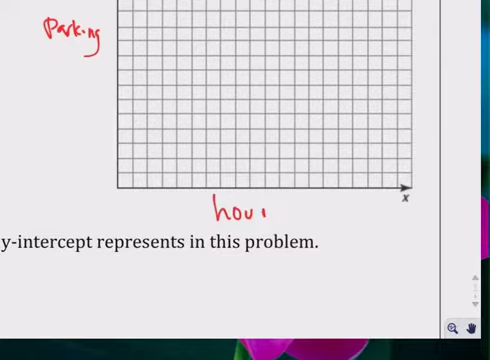 Parking
x
hour
y-intercept represents in this problem.